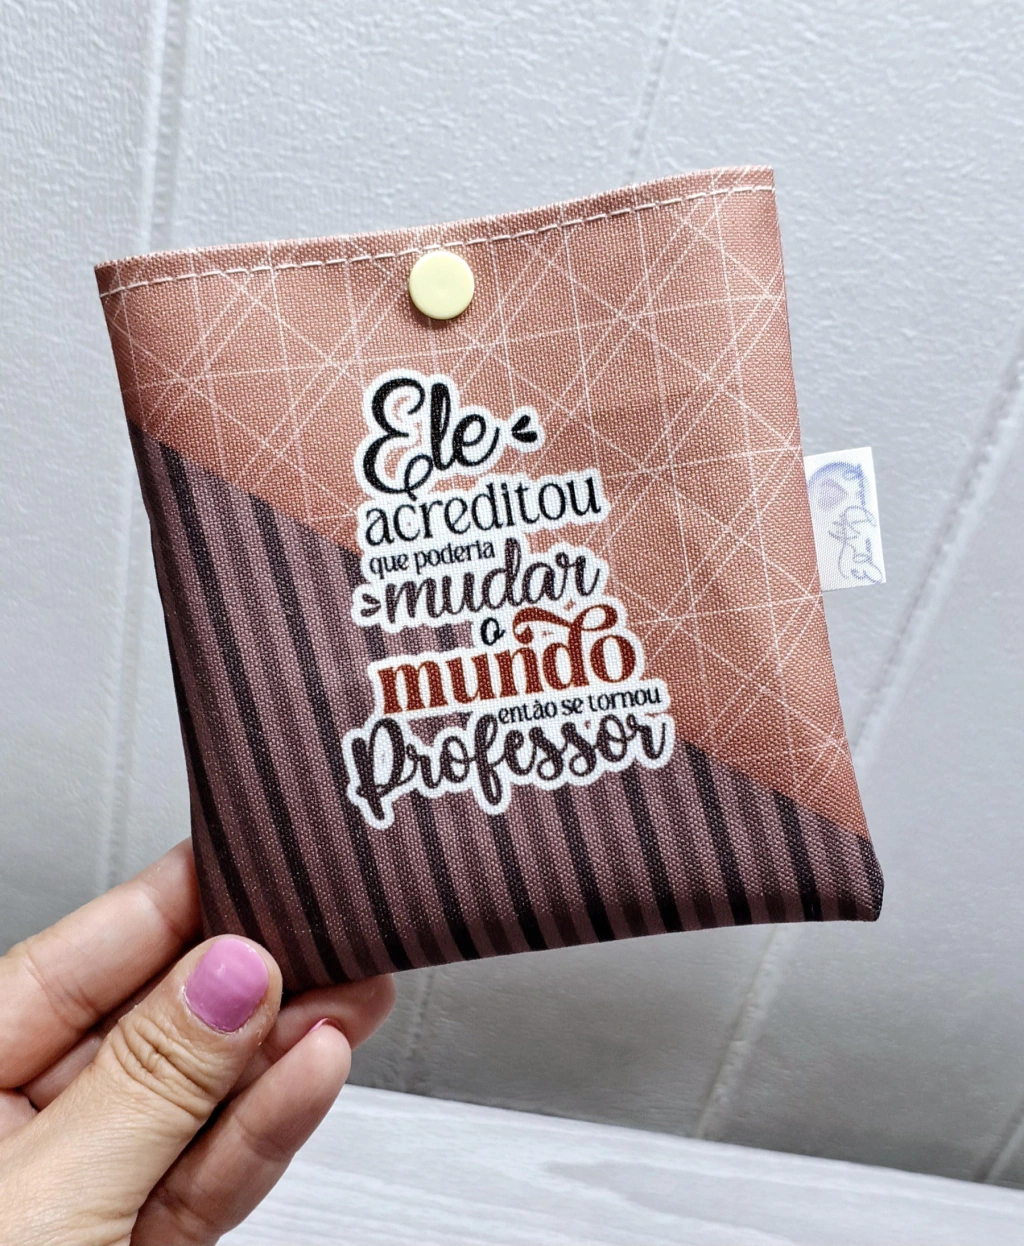 Ele
acreditou
que poderia
mudar
o
mundo
então se tornou
Professor